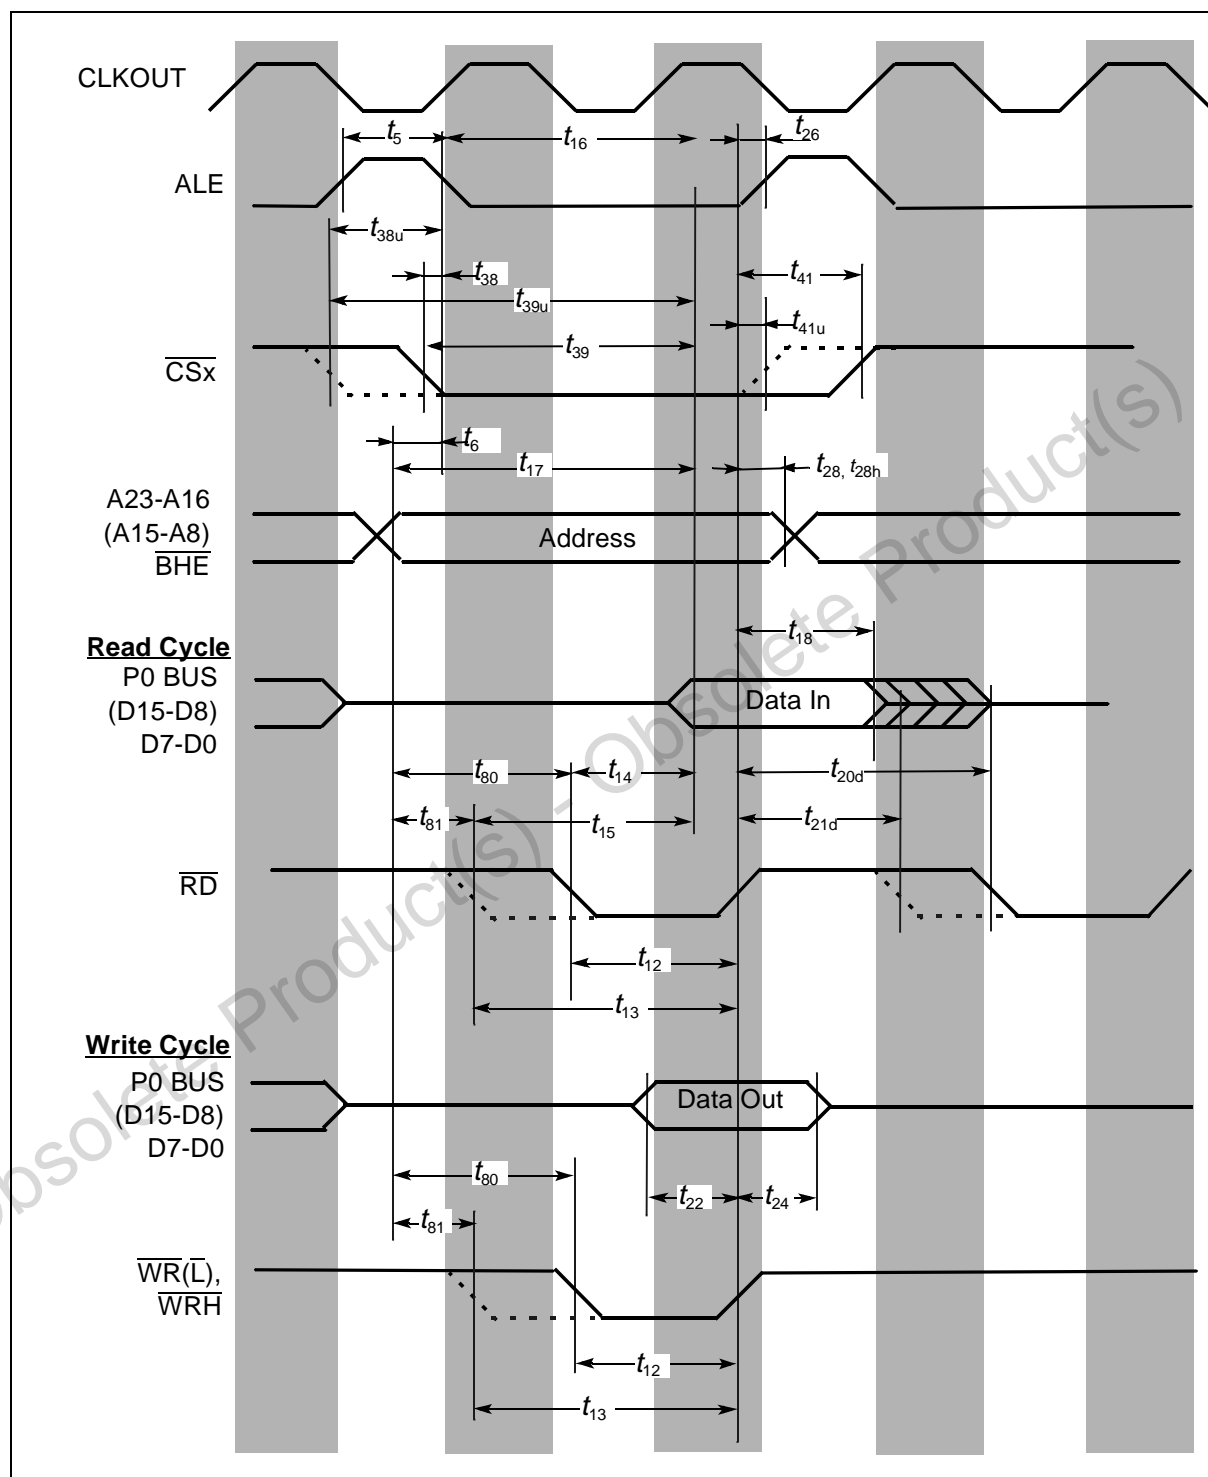 CLKOUT
t5
t16
t26
ALE
t38u
t38
t41
t39u
t41u
t39
CSx
t6
t17
t28, t28h
A23-A16
(A15-A8)
BHE
Address
t18
Read Cycle
P0 BUS
(D15-D8)
D7-D0
Data In
t80
t14
t20d
t81
t15
t21d
RD
t12
t13
Write Cycle
P0 BUS
(D15-D8)
D7-D0
Data Out
t80
t22
t24
t81
WR(L),
WRH
t12
t13
Obsolete Product(s) - Obsolete Product(s)